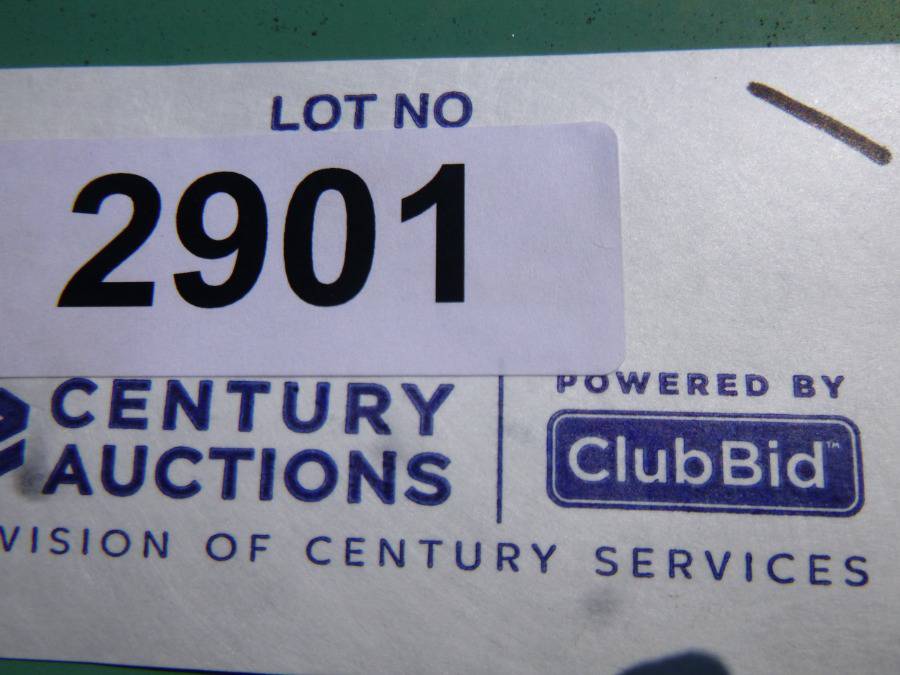 LOT NO
2901
CENTURY
AUCTIONS
POWERED BY
ClubBid™
VISION OF CENTURY SERVICES